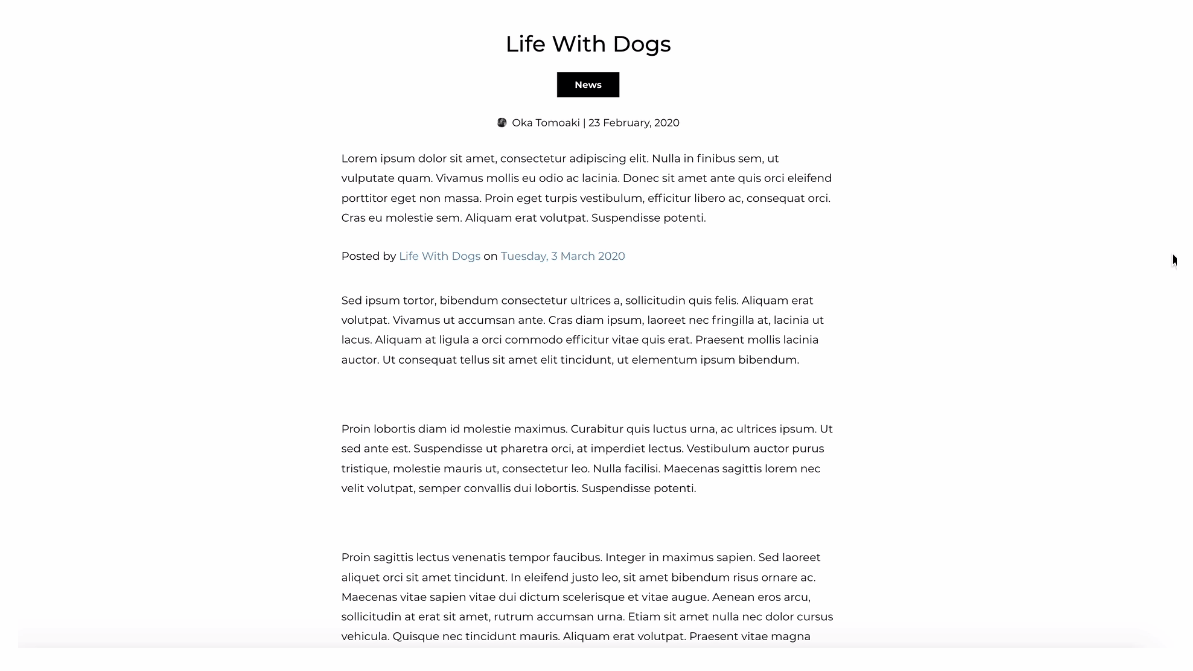 Life With Dogs
News
Oka Tomoaki | 23 February, 2020
Lorem ipsum dolor sit amet, consectetur adipiscing elit. Nulla in finibus sem, ut
vulputate quam. Vivamus mollis eu odio ac lacinia. Donec sit amet ante quis orci eleifend
porttitor eget non massa. Proin eget turpis vestibulum, efficitur libero ac, consequat orci.
Cras eu molestie sem. Aliquam erat volutpat. Suspendisse potenti.
Posted by Life With Dogs on Tuesday, 3 March 2020
Sed ipsum tortor, bibendum consectetur ultrices a, sollicitudin quis felis. Aliquam erat
volutpat. Vivamus ut accumsan ante. Cras diam ipsum, laoreet nec fringilla at, lacinia ut
lacus. Aliquam at ligula a orci commodo efficitur vitae quis erat. Praesent mollis lacinia
auctor. Ut consequat tellus sit amet elit tincidunt, ut elementum ipsum bibendum.
Proin lobortis diam id molestie maximus. Curabitur quis luctus urna, ac ultrices ipsum. Ut
sed ante est. Suspendisse ut pharetra orci, at imperdiet lectus. Vestibulum auctor purus
tristique, molestie mauris ut, consectetur leo. Nulla facilisi. Maecenas sagittis lorem nec
velit volutpat, semper convallis dui lobortis. Suspendisse potenti.
Proin sagittis lectus venenatis tempor faucibus. Integer in maximus sapien. Sed laoreet
aliquet orci sit amet tincidunt. In eleifend justo leo, sit amet bibendum risus ornare ac.
Maecenas vitae sapien vitae dui dictum scelerisque et vitae augue. Aenean eros arcu,
sollicitudin at erat sit amet, rutrum accumsan urna. Etiam sit amet nulla nec dolor cursus
vehicula. Quisque nec tincidunt mauris. Aliquam erat volutpat. Praesent vitae magna